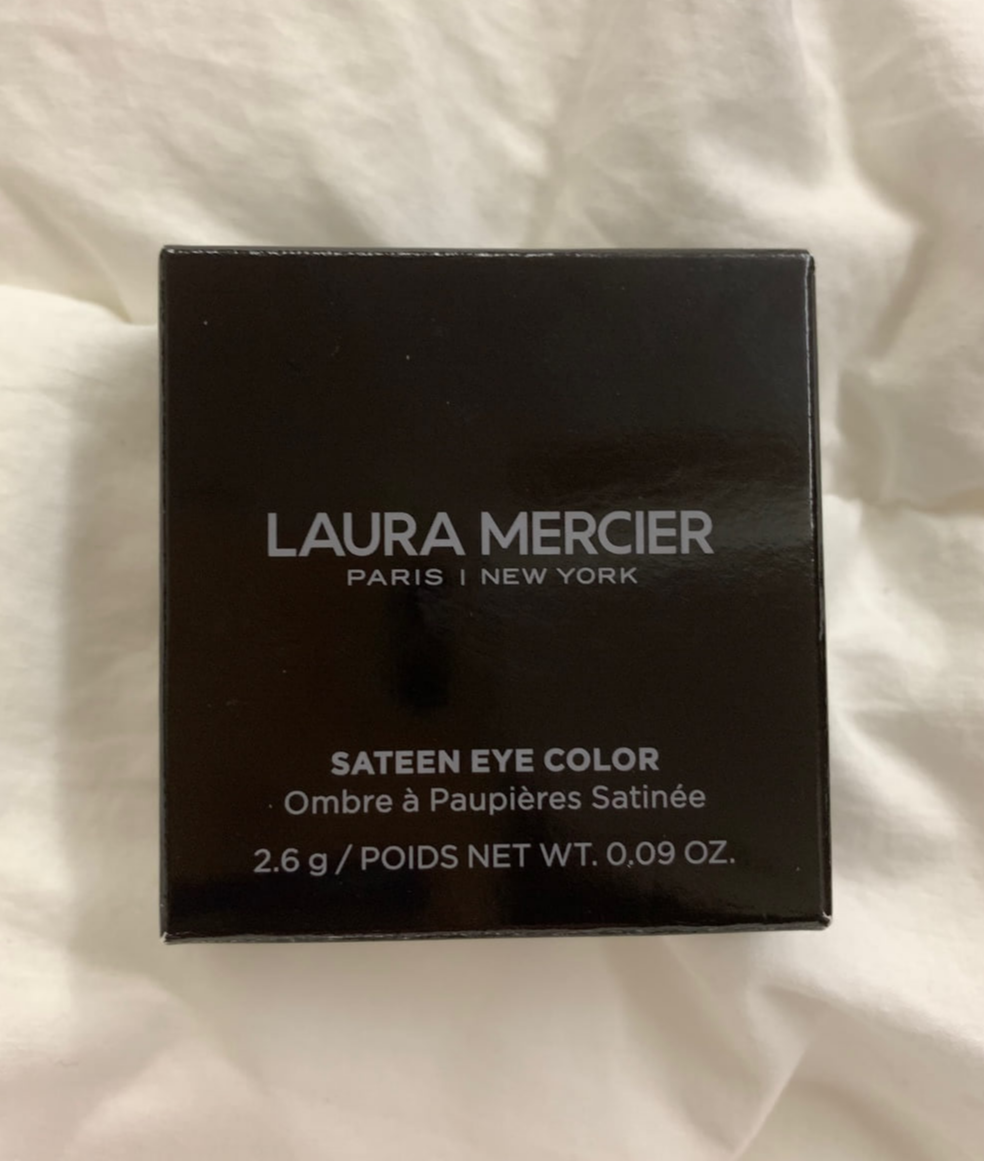 LAURA MERCIER
PARIS | NEW YORK
SATEEN EYE COLOR
Ombre à Paupières Satinée
2.6 g / POIDS NET WT. 0.09 OZ.